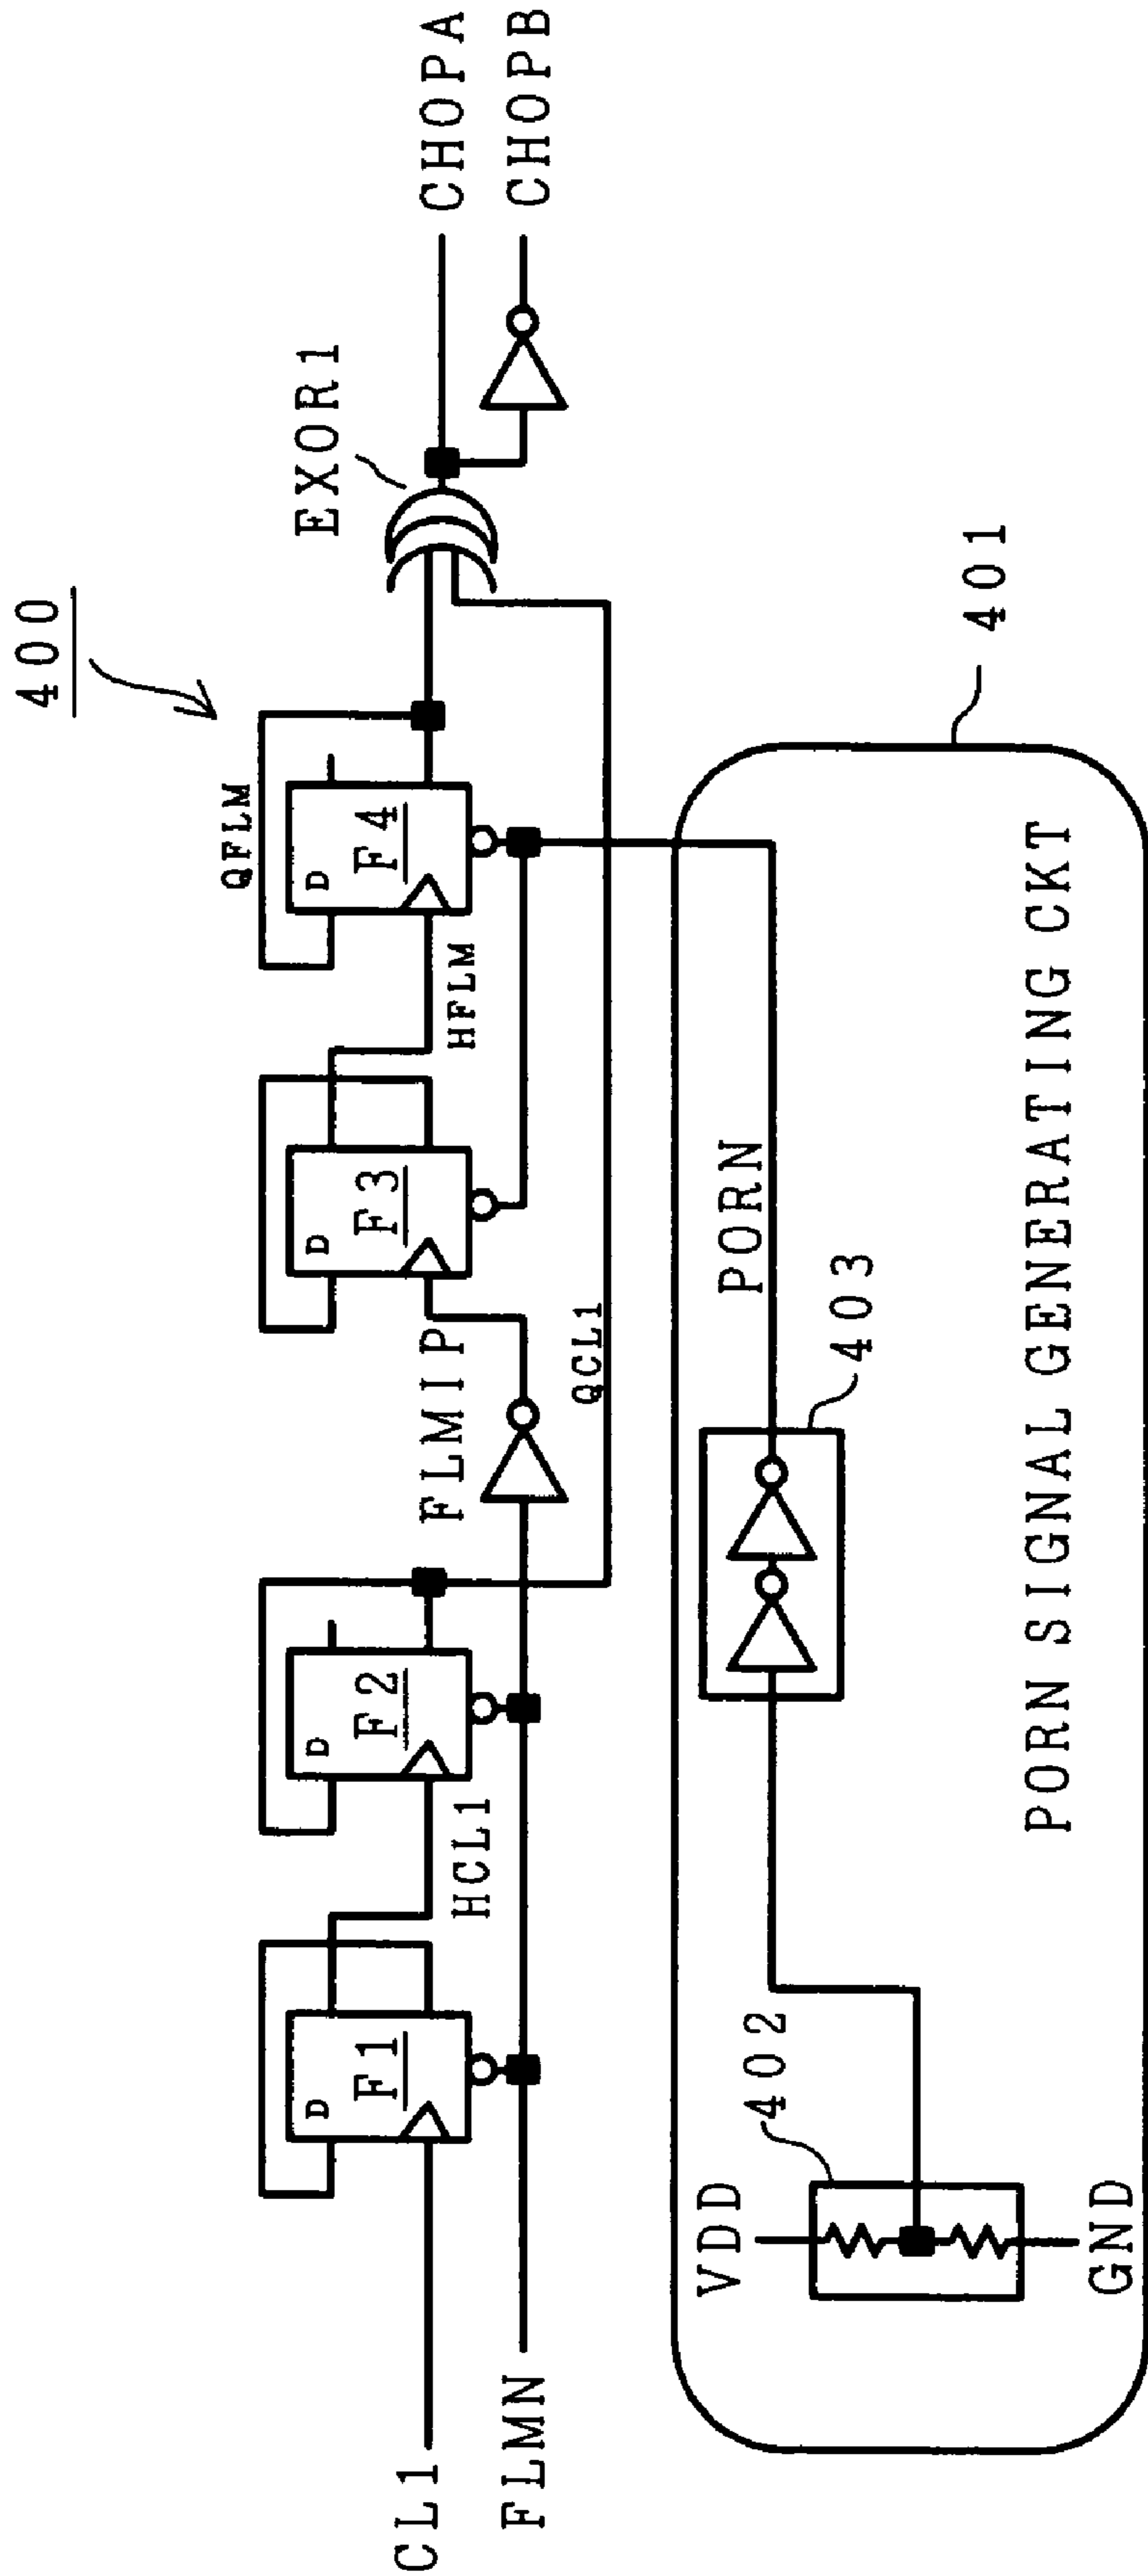 400
CL1
FLMN
D
F1
HCL1
D
F2
QCL1
FLMIP
D
F3
HFLM
QFLM
D
F4
EXOR1
CHOPA
CHOPB
VDD
402
GND
403
PORN
PORN SIGNAL GENERATING CKT
401